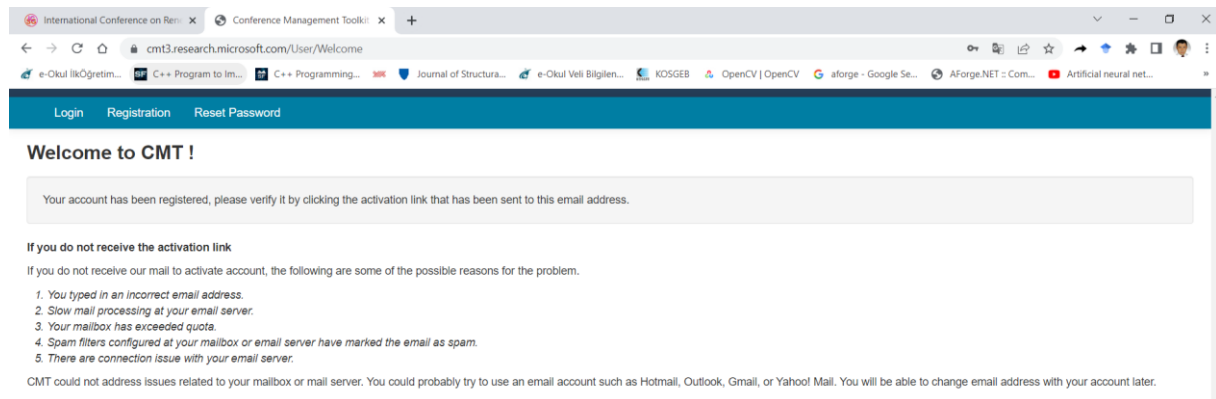 International Conference on Rene
Conference Management Toolkit
cmt3.research.microsoft.com/User/Welcome
e-Okul İlkÖğretim...
SF C++ Program to Im...
C++ Programming...
Journal of Structura...
e-Okul Veli Bilgilen...
KOSGEB
OpenCV | OpenCV
aforge - Google Se...
AForge.NET :: Com...
Artificial neural net...
Login Registration Reset Password
Welcome to CMT !
Your account has been registered, please verify it by clicking the activation link that has been sent to this email address.
If you do not receive the activation link
If you do not receive our mail to activate account, the following are some of the possible reasons for the problem.
1. You typed in an incorrect email address.
2. Slow mail processing at your email server.
3. Your mailbox has exceeded quota.
4. Spam filters configured at your mailbox or email server have marked the email as spam.
5. There are connection issue with your email server.
CMT could not address issues related to your mailbox or mail server. You could probably try to use an email account such as Hotmail, Outlook, Gmail, or Yahoo! Mail. You will be able to change email address with your account later.